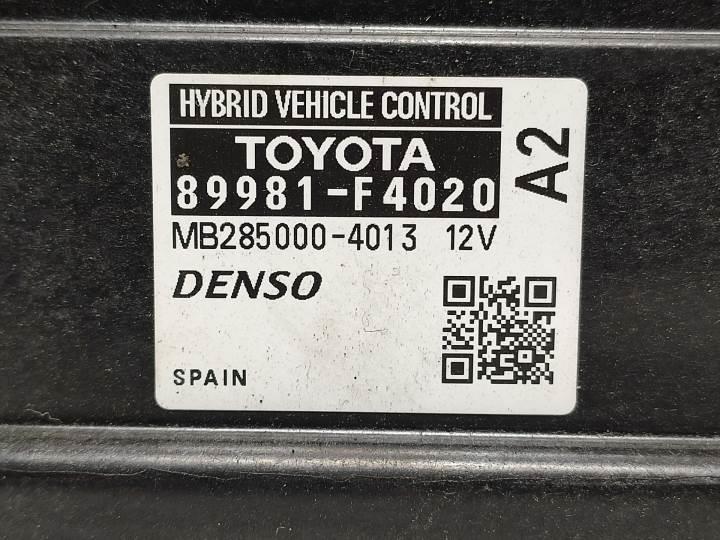 HYBRID VEHICLE CONTROL
TOYOTA
89981-F4020
A2
MB285000-4013 12V
DENSO
SPAIN